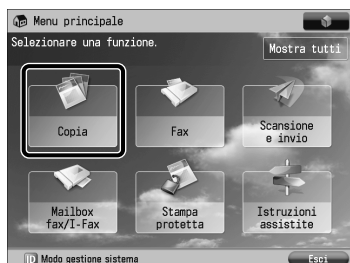 Menu principale
Selezionare una funzione.
Mostra tutti
Copia
Fax
Scansione
e invio
Mailbox
fax/I-Fax
Stampa
protetta
Istruzioni
assistite
ID Modo gestione sistema
Esci